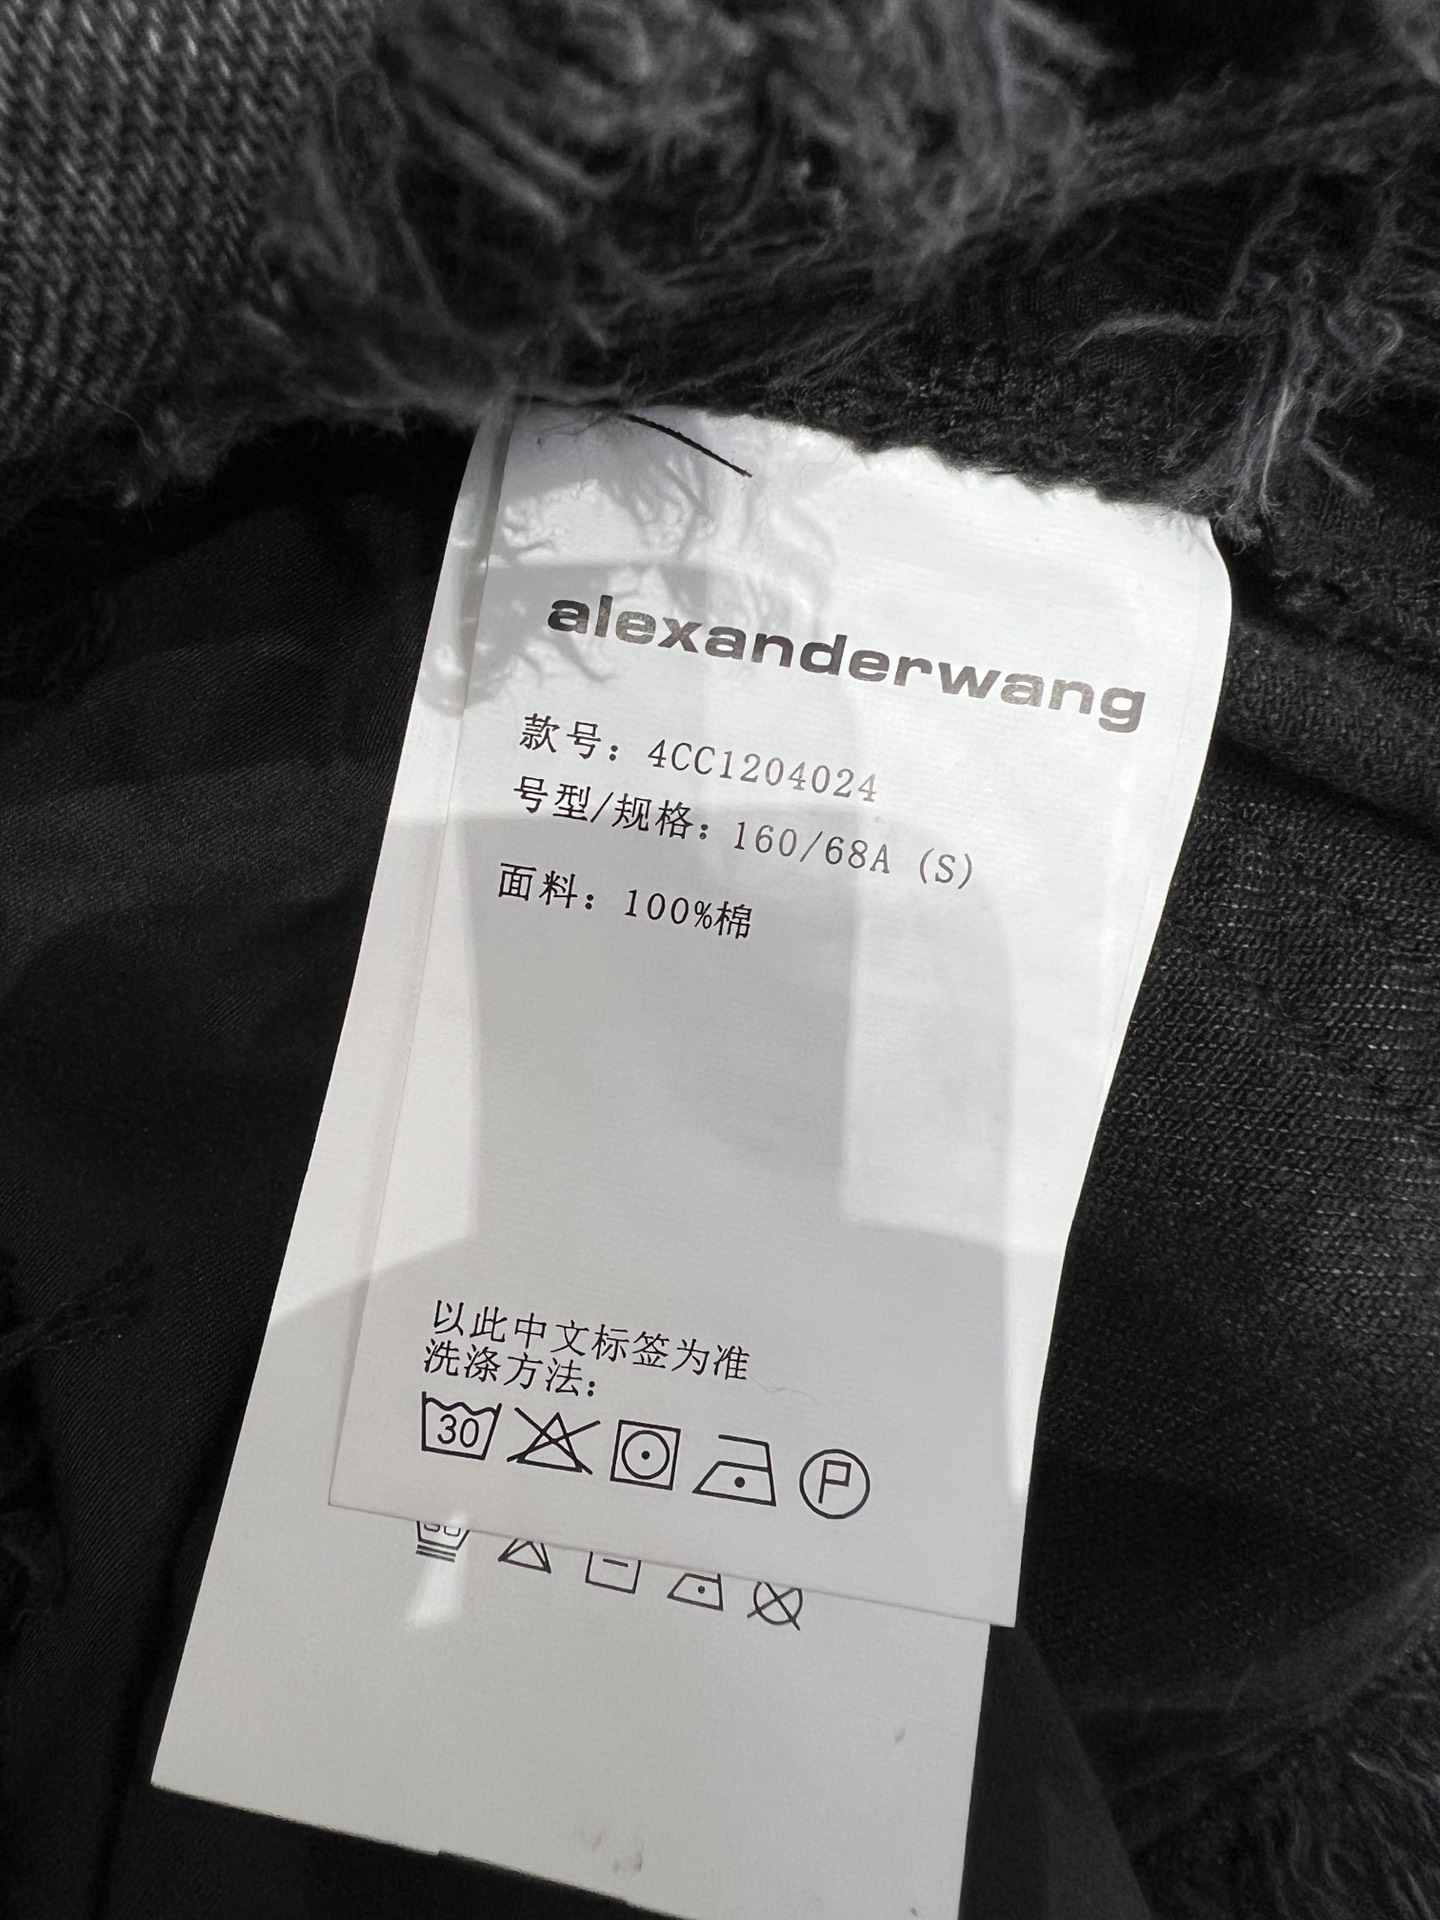 alexanderwang
款号: 4CC1204024
号型/规格: 160/68A (S)
面料: 100%棉
以此中文标签为准
洗涤方法:
30
P